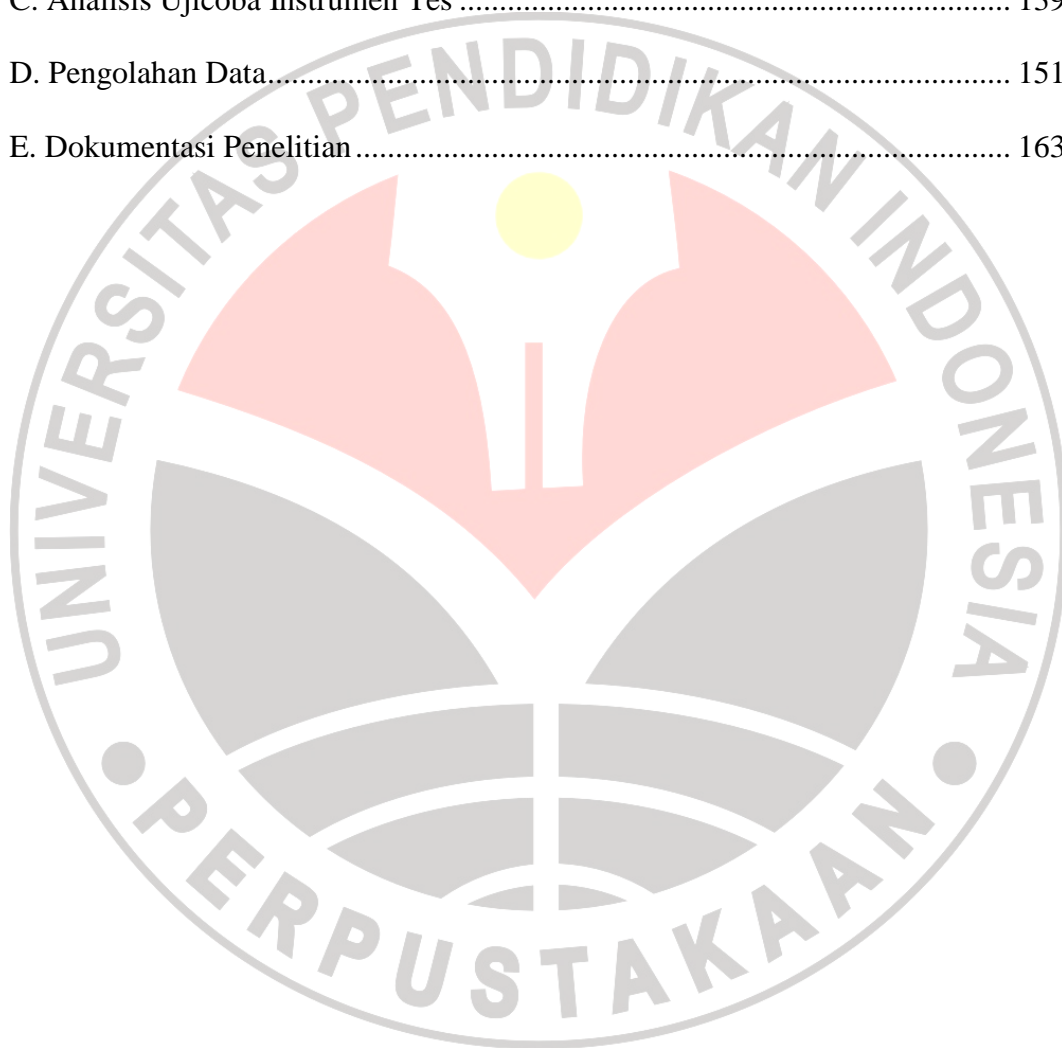 C. Analisis Ujicoba Instrumen Tes ........................................................................ 139
D. Pengolahan Data................................................................................................. 151
E. Dokumentasi Penelitian ...................................................................................... 163
UNIVERSITAS PENDIDIKAN INDONESIA
PERPUSTAKAAN